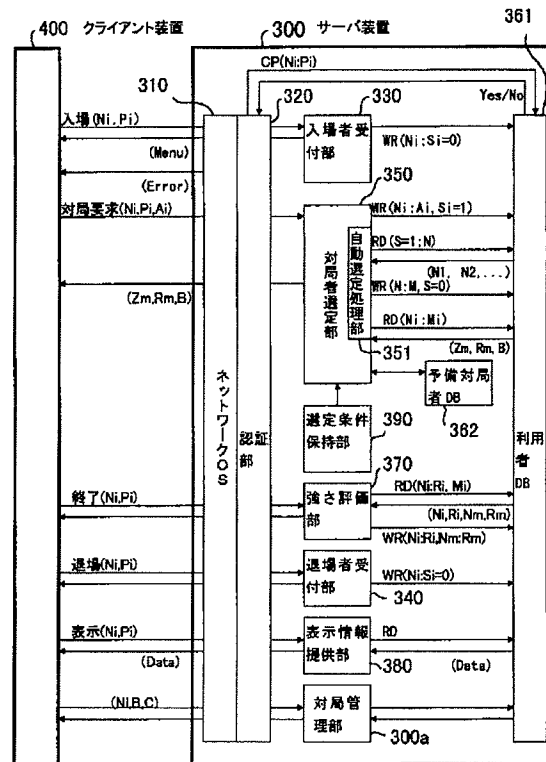 400 クライアント装置
300 サーバ装置
361
CP(Ni:Pi)
310
320
330
Yes/No
入場(Ni,Pi)
入場者受
付部
WR(Ni:Si=0)
(Menu)
(Error)
350
対局要求(Ni,Pi,Ai)
WR(Ni:Ai,Si=1)
対局者選定部
自動選定処理部
RD(S=1:N)
(N1, N2,...)
WR(N:M,S=0)
(Zm,Rm,B)
RD(Ni:Mi)
351
(Zm,Rm,B)
予備対局
者DB
362
ネットワークOS
認証
部
選定条件
保持部
390
利用
者
DB
370
終了(Ni,Pi)
強さ評価
部
RD(Ni:Ri, Mi)
(Ni,Ri,Nm,Rm)
WR(Ni:Ri,Nm:Rm)
退場(Ni,Pi)
退場者受
付部
WR(Ni:Si=0)
340
表示(Ni,Pi)
表示情報
提供部
RD
(Data)
380
(Data)
(Ni,B,C)
対局管
理部
300a